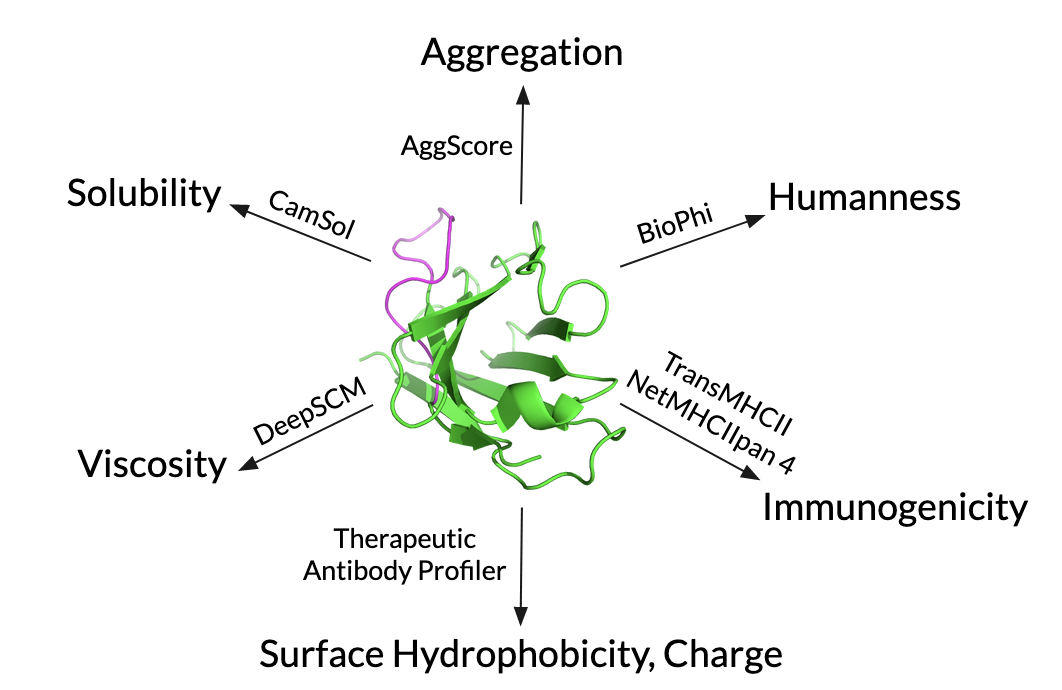 Aggregation
AggScore
Solubility
CamSol
BioPhi
Humanness
DeepSCM
Viscosity
TransMHCII
NetMHCIIpan 4
Immunogenicity
Therapeutic
Antibody Profiler
Surface Hydrophobicity, Charge